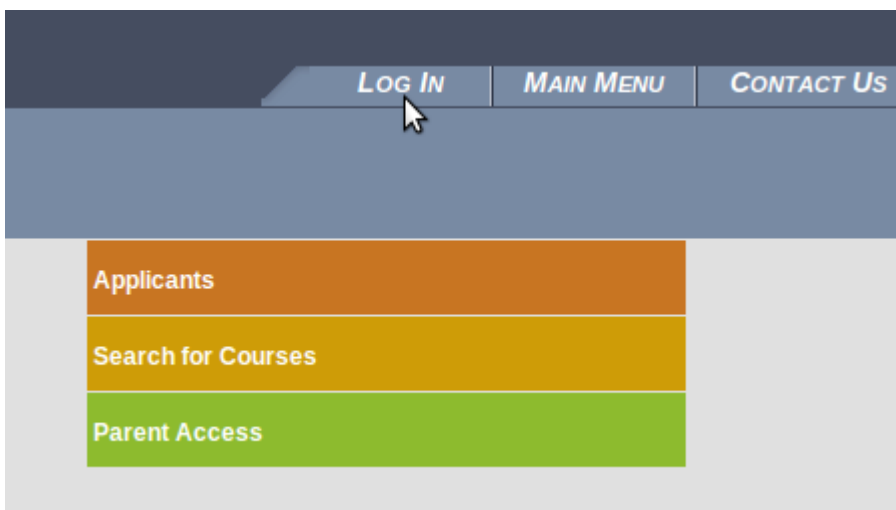 LOG IN MAIN MENU CONTACT US
Applicants
Search for Courses
Parent Access